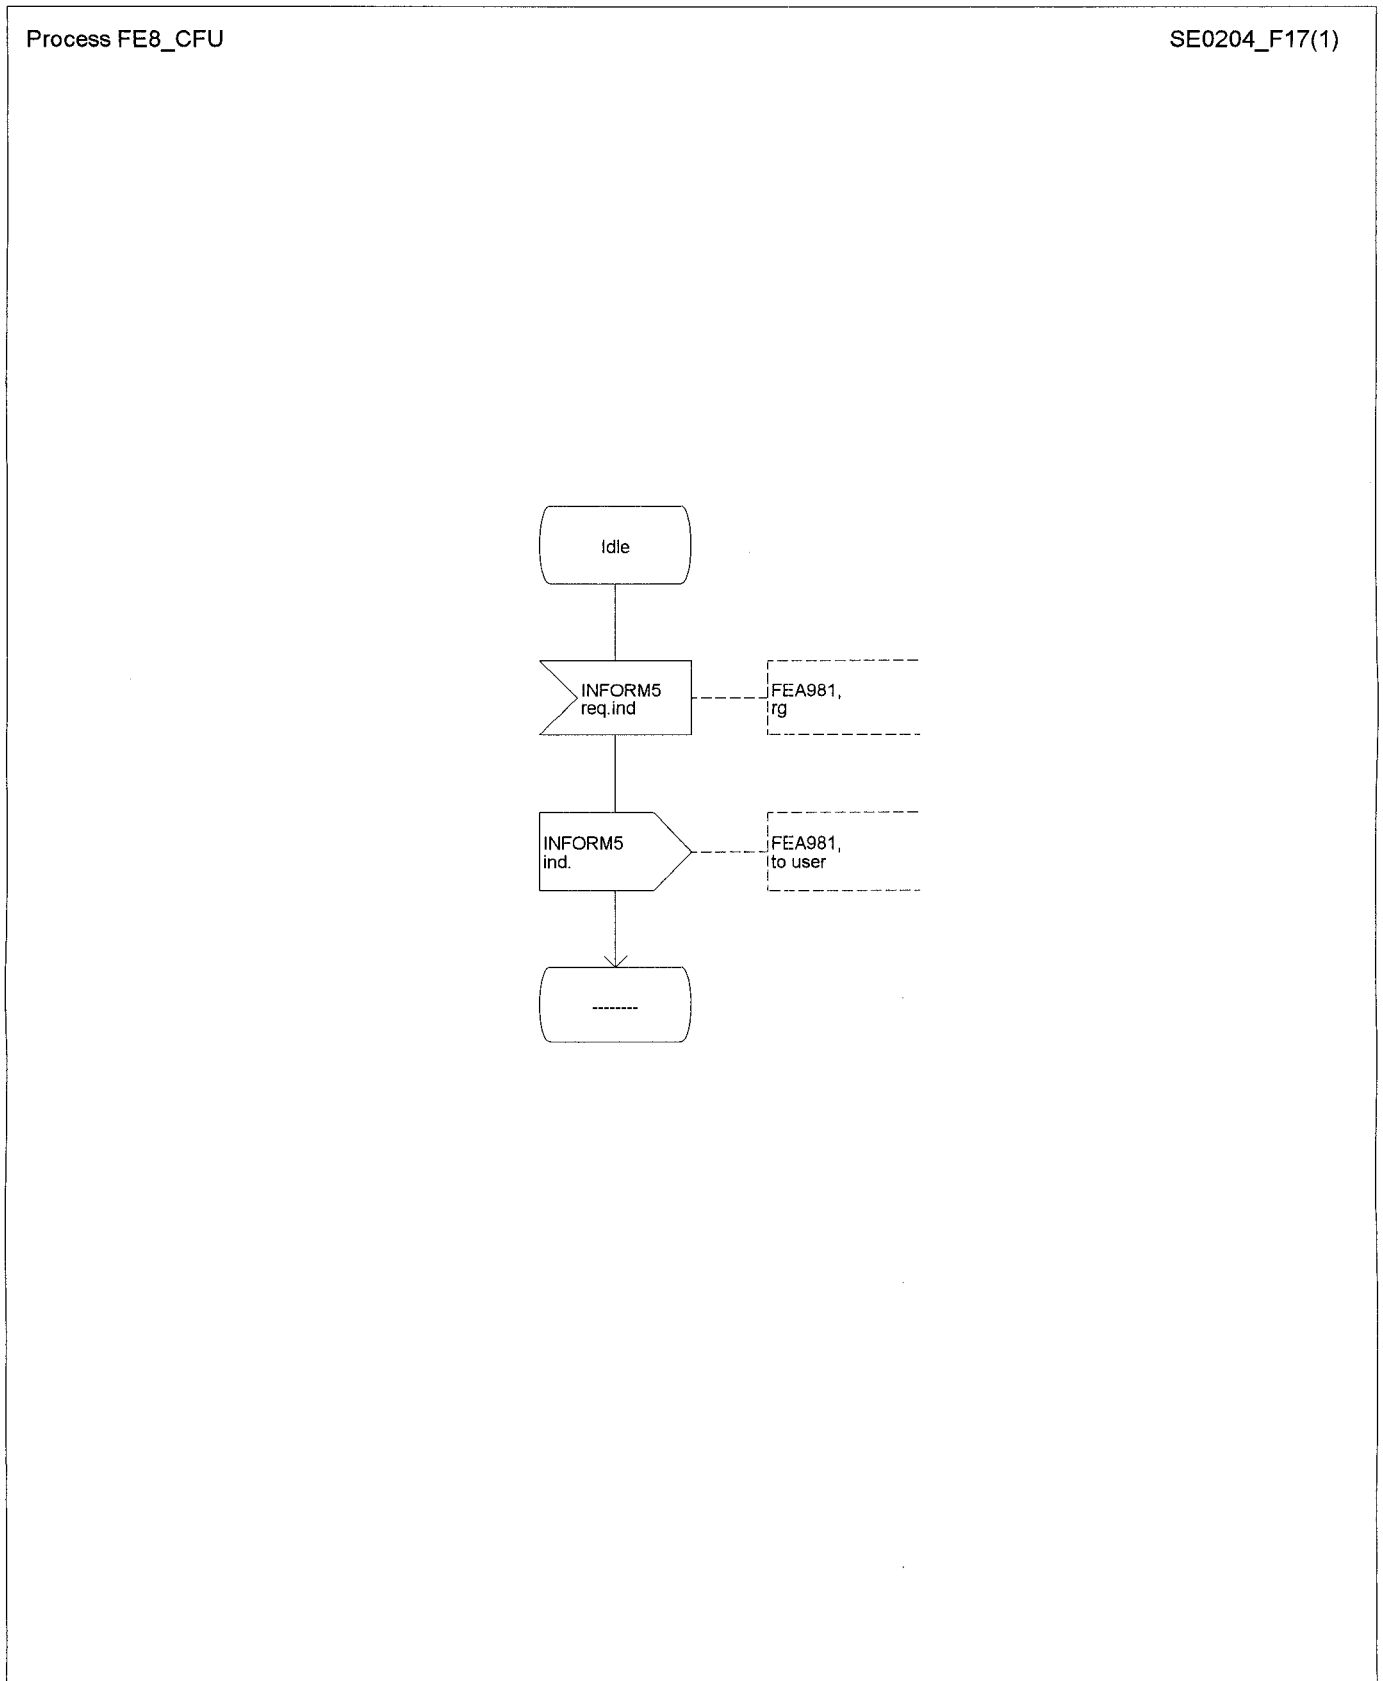 Process FE8_CFU
SE0204_F17(1)
Idle
INFORM5
req.ind
FEA981,
rg
INFORM5
ind.
FEA981,
to user
--------